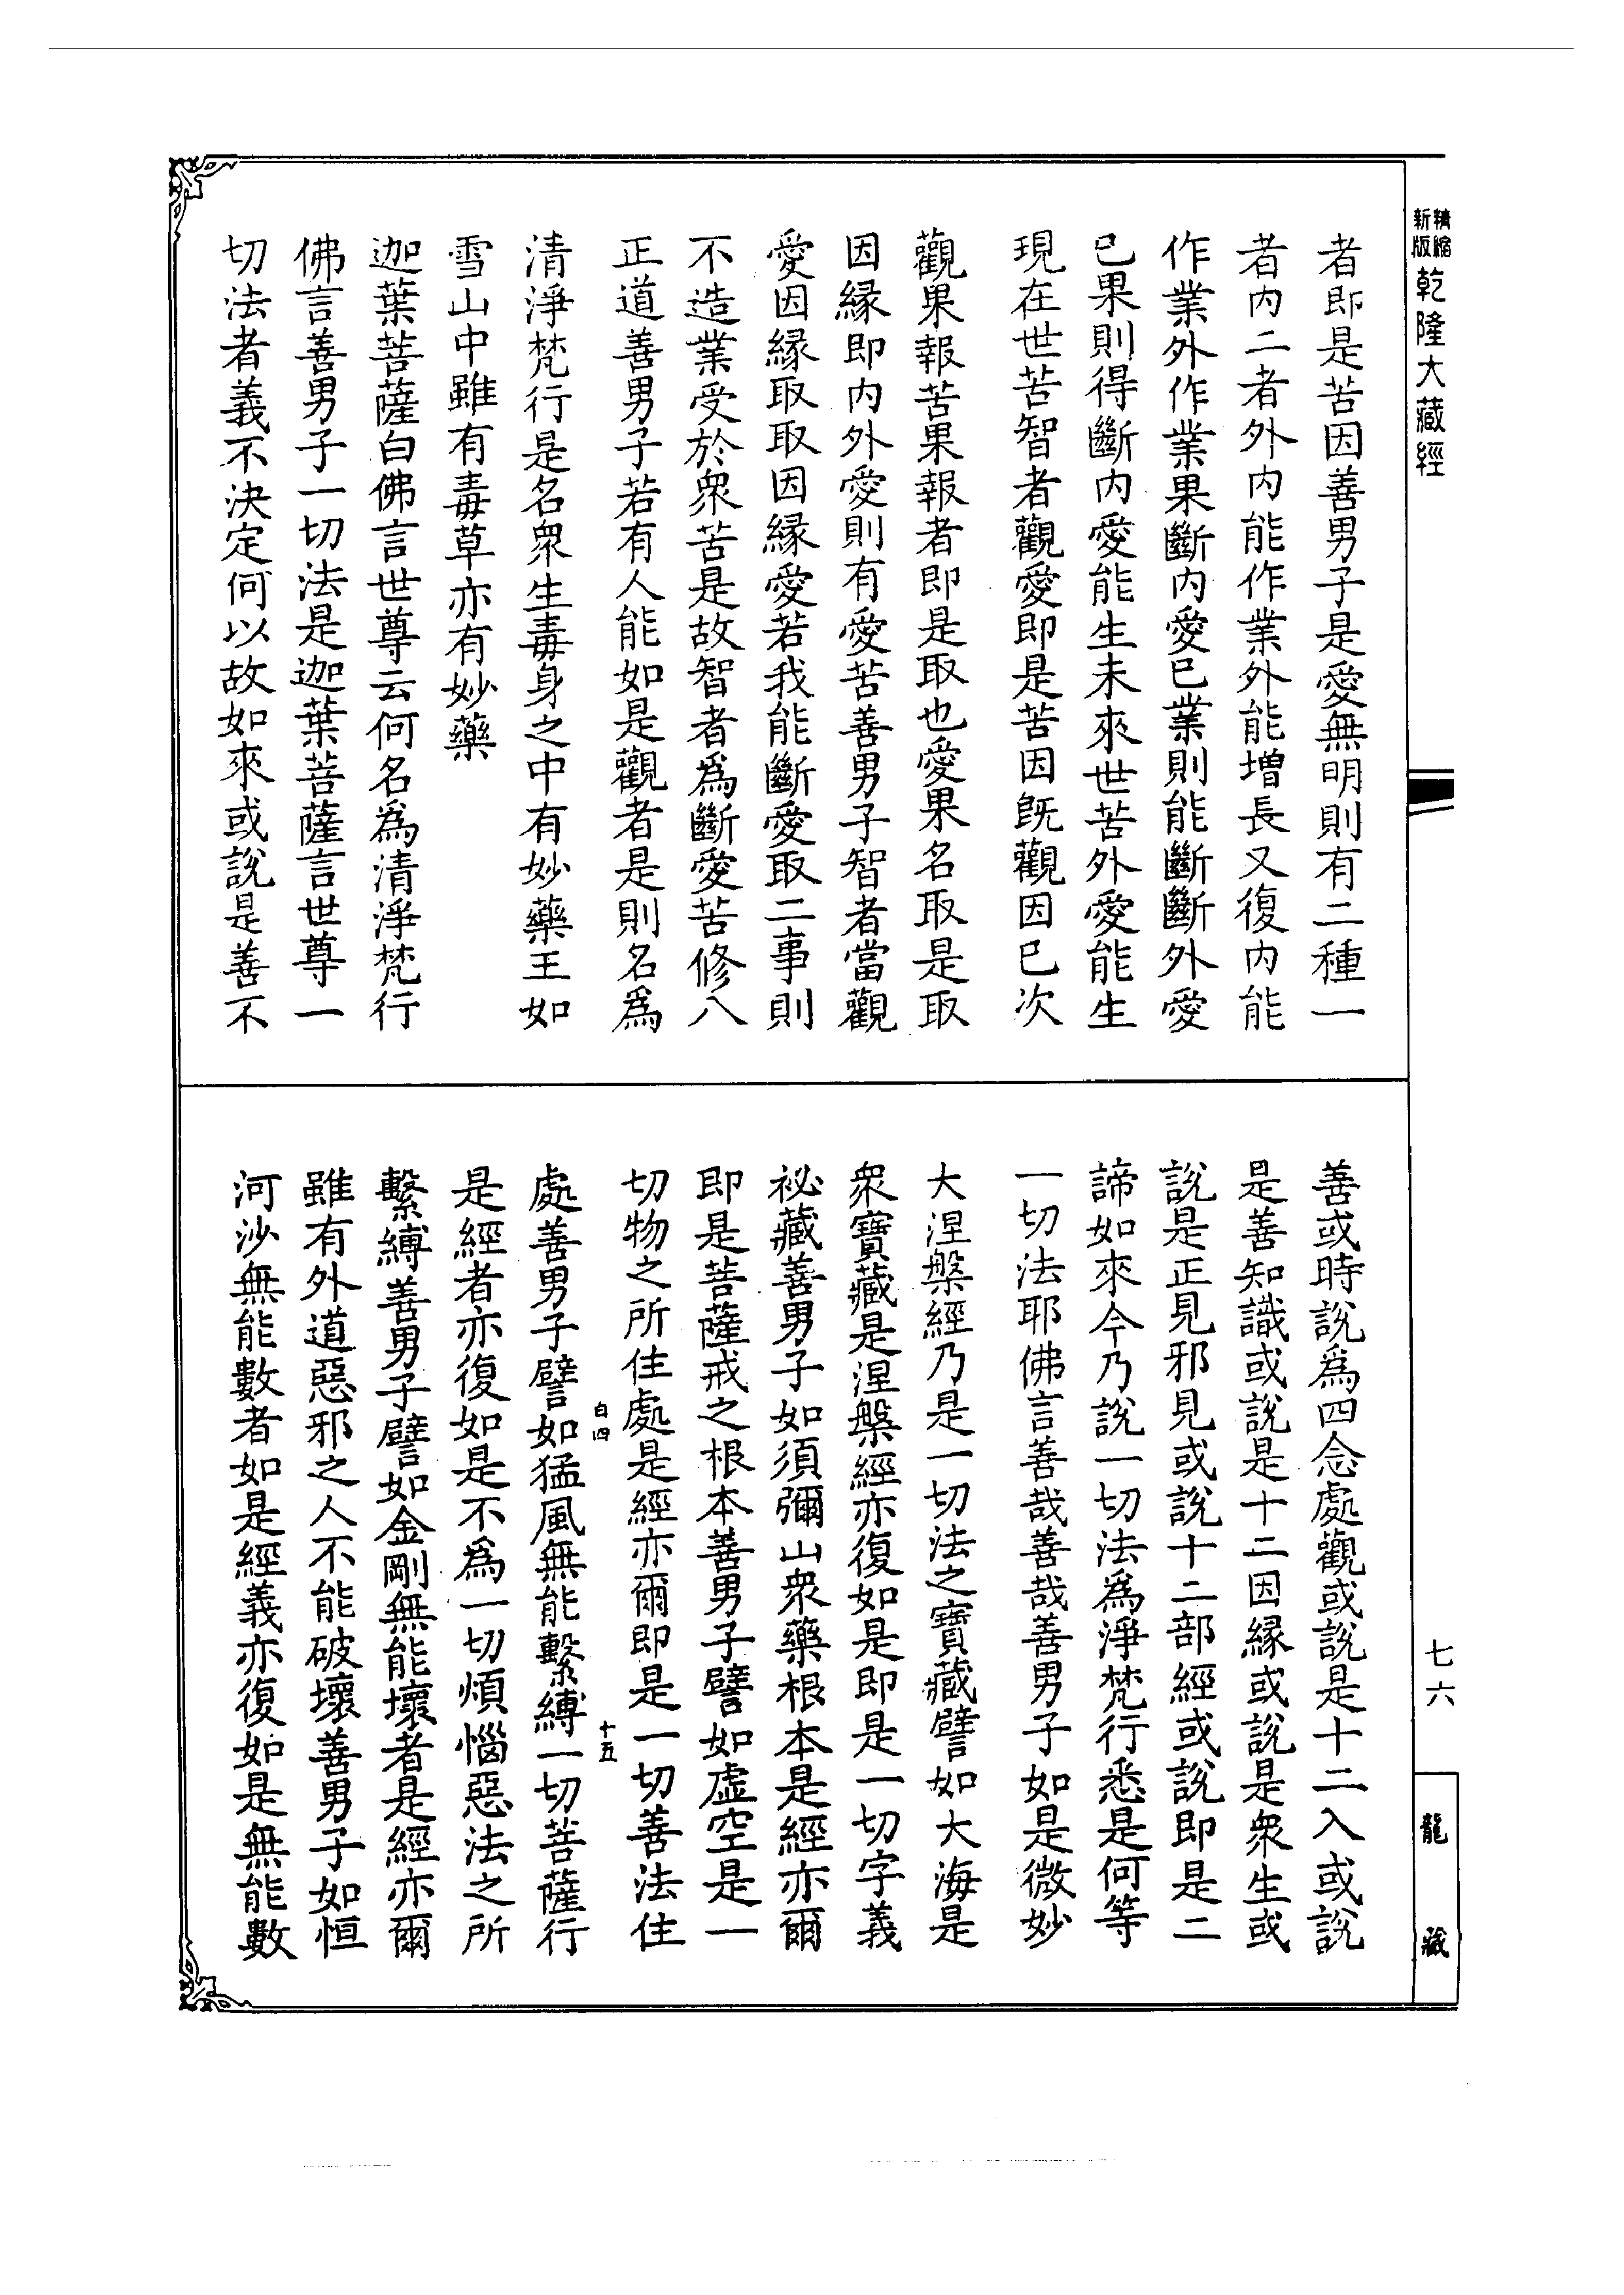 精縮新版乾隆大藏經
者即是苦因善男子是愛無明則有二種一
者內二者外內能作業外能增長又復內能
作業外作業果斷內愛已業則能斷斷外愛
已果則得斷內愛能生未來世苦外愛能生
現在世苦智者觀愛即是苦因既觀因已次
觀果報苦果報者即是取也愛果名取是取
因緣即內外愛則有愛苦善男子智者當觀
愛因緣取取因緣愛若我能斷愛取二事則
不造業受於眾苦是故智者為斷愛苦修八
正道善男子若有人能如是觀者是則名為
清淨梵行是名眾生毒身之中有妙藥王如
雪山中雖有毒草亦有妙藥
迦葉菩薩白佛言世尊云何名為清淨梵行
佛言善男子一切法是迦葉菩薩言世尊一
切法者義不決定何以故如來或說是善不
善或時說為四念處觀或說是十二入或說
是善知識或說是十二因緣或說是眾生或
說是正見邪見或說十二部經或說即是二
諦如來今乃說一切法為淨梵行悉是何等
一切法耶佛言善哉善哉善男子如是微妙
大涅槃經乃是一切法之寶藏譬如大海是
眾寶藏是涅槃經亦復如是即是一切字義
祕藏善男子如須彌山眾藥根本是經亦爾
即是菩薩戒之根本善男子譬如虛空是一
切物之所住處是經亦爾即是一切善法住
白四 十五
處善男子譬如猛風無能繫縛一切菩薩行
是經者亦復如是不為一切煩惱惡法之所
繫縛善男子譬如金剛無能壞者是經亦爾
雖有外道惡邪之人不能破壞善男子如恒
河沙無能數者如是經義亦復如是無能數
七六
龍藏